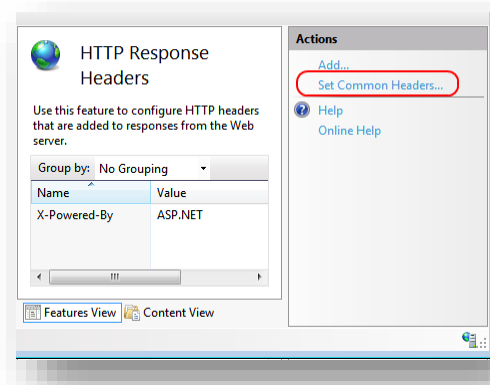 HTTP Response
Headers
Use this feature to configure HTTP headers
that are added to responses from the Web
server.
Group by: No Grouping
Name Value
X-Powered-By ASP.NET
Features View Content View
Actions
Add...
Set Common Headers...
Help
Online Help